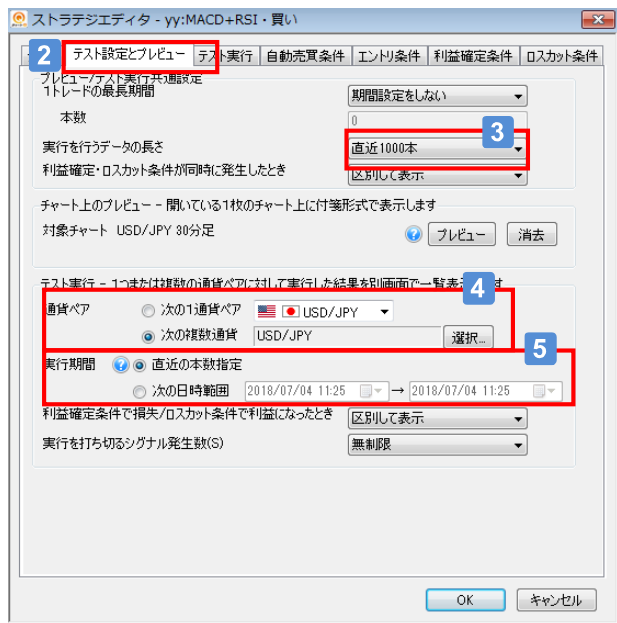 ストラテジエディタ - yy:MACD+RSI・買い
2
テスト設定とプレビュー テスト実行 自動売買条件 エントリ条件 利益確定条件 ロスカット条件
プレビュー/テスト実行共通設定
1トレードの最長期間 期間設定をしない
本数 0
3
実行を行うデータの長さ 直近1000本
利益確定・ロスカット条件が同時に発生したとき 区別して表示
チャート上のプレビュー - 開いている1枚のチャート上に付箋形式で表示します
対象チャート USD/JPY 30分足 ? プレビュー 消去
テスト実行 - 1つまたは複数の通貨ペアに対して実行した結果を別画面で一覧表 す
4
通貨ペア 次の1通貨ペア USD/JPY
次の複数通貨 USD/JPY 選択...
5
実行期間 ? 直近の本数指定
次の日時範囲 2018/07/04 11:25 → 2018/07/04 11:25
利益確定条件で損失/ロスカット条件で利益になったとき 区別して表示
実行を打ち切るシグナル発生数(S) 無制限
OK キャンセル